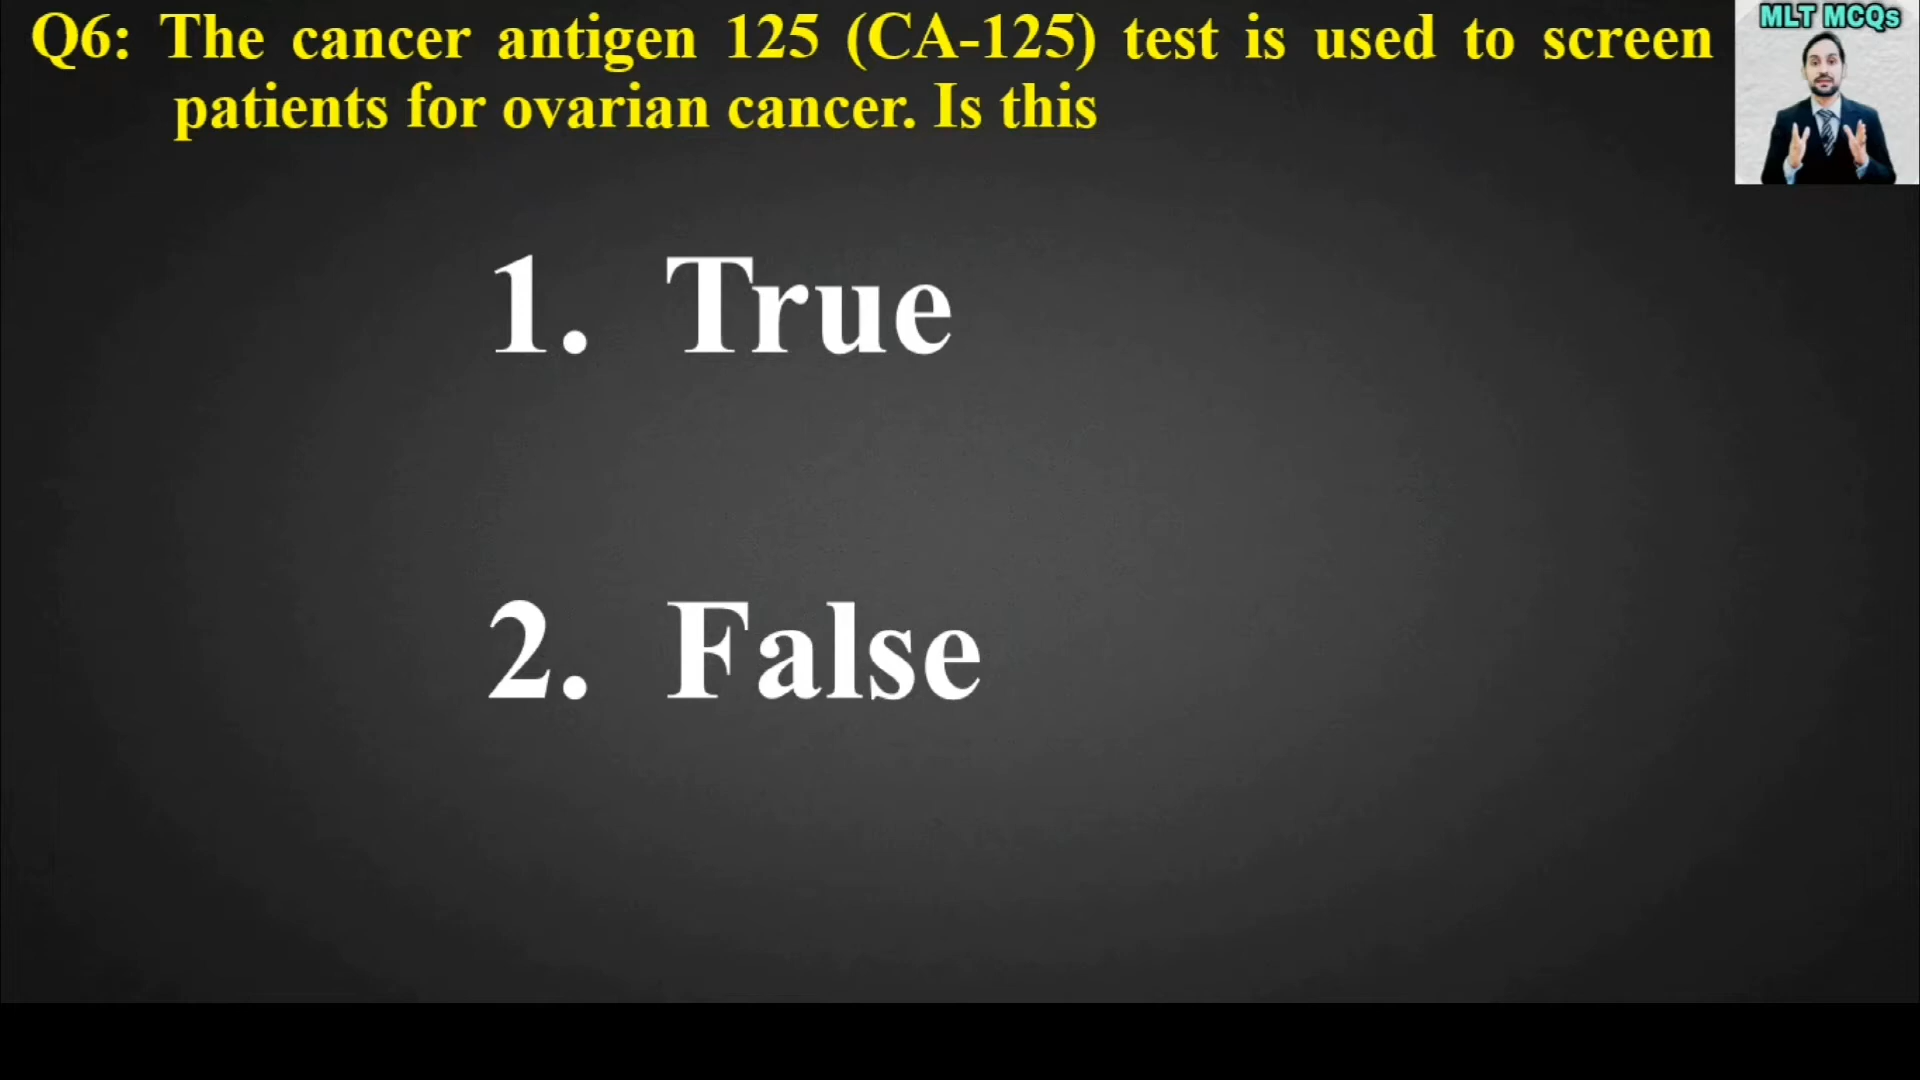 Q6: The cancer antigen 125 (CA-125) test is used to screen
patients for ovarian cancer. Is this
MLT MCQs
1. True
2. False